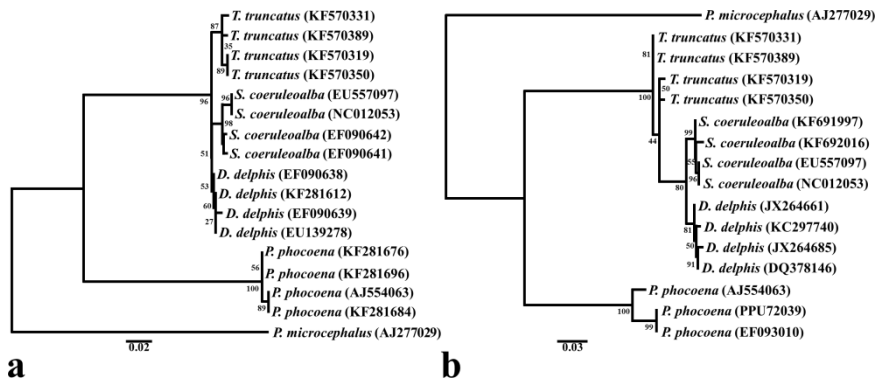 T. truncatus (KF570331)
87
T. truncatus (KF570389)
35
T. truncatus (KF570319)
89
T. truncatus (KF570350)
96
S. coeruleoalba (EU557097)
96
S. coeruleoalba (NC012053)
98
S. coeruleoalba (EF090642)
S. coeruleoalba (EF090641)
51
D. delphis (EF090638)
53
D. delphis (KF281612)
60
D. delphis (EF090639)
27
D. delphis (EU139278)
P. phocoena (KF281676)
56
P. phocoena (KF281696)
100
P. phocoena (AJ554063)
89
P. phocoena (KF281684)
P. microcephalus (AJ277029)
0.02
a
P. microcephalus (AJ277029)
T. truncatus (KF570331)
81
T. truncatus (KF570389)
T. truncatus (KF570319)
50
100
T. truncatus (KF570350)
S. coeruleoalba (KF691997)
99
44
S. coeruleoalba (KF692016)
55
S. coeruleoalba (EU557097)
96
80
S. coeruleoalba (NC012053)
D. delphis (JX264661)
81
D. delphis (KC297740)
50
D. delphis (JX264685)
91
D. delphis (DQ378146)
P. phocoena (AJ554063)
100
P. phocoena (PPU72039)
99
P. phocoena (EF093010)
0.03
b